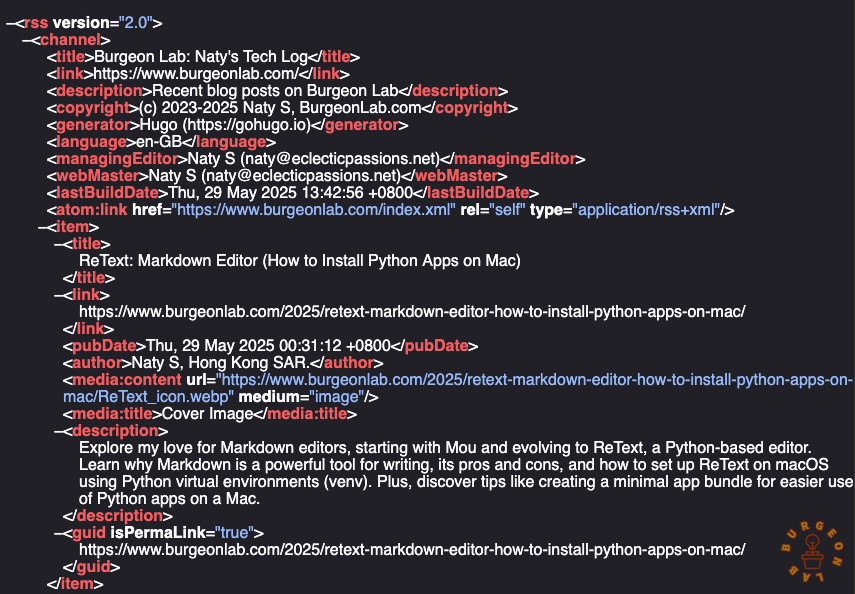 –<rss version="2.0">
–<channel>
<title>Burgeon Lab: Naty's Tech Log</title>
<link>https://www.burgeonlab.com/</link>
<description>Recent blog posts on Burgeon Lab</description>
<copyright>(c) 2023-2025 Naty S, BurgeonLab.com</copyright>
<generator>Hugo (https://gohugo.io)</generator>
<language>en-GB</language>
<managingEditor>Naty S (naty@eclecticpassions.net)</managingEditor>
<webMaster>Naty S (naty@eclecticpassions.net)</webMaster>
<lastBuildDate>Thu, 29 May 2025 13:42:56 +0800</lastBuildDate>
<atom:link href="https://www.burgeonlab.com/index.xml" rel="self" type="application/rss+xml"/>
–<item>
–<title>
ReText: Markdown Editor (How to Install Python Apps on Mac)
</title>
–<link>
https://www.burgeonlab.com/2025/retext-markdown-editor-how-to-install-python-apps-on-mac/
</link>
<pubDate>Thu, 29 May 2025 00:31:12 +0800</pubDate>
<author>Naty S, Hong Kong SAR.</author>
<media:content url="https://www.burgeonlab.com/2025/retext-markdown-editor-how-to-install-python-apps-on-
mac/ReText_icon.webp" medium="image"/>
<media:title>Cover Image</media:title>
–<description>
Explore my love for Markdown editors, starting with Mou and evolving to ReText, a Python-based editor.
Learn why Markdown is a powerful tool for writing, its pros and cons, and how to set up ReText on macOS
using Python virtual environments (venv). Plus, discover tips like creating a minimal app bundle for easier use
of Python apps on a Mac.
</description>
–<guid isPermaLink="true">
https://www.burgeonlab.com/2025/retext-markdown-editor-how-to-install-python-apps-on-mac/
</guid>
</item>
BURGEON
LAB